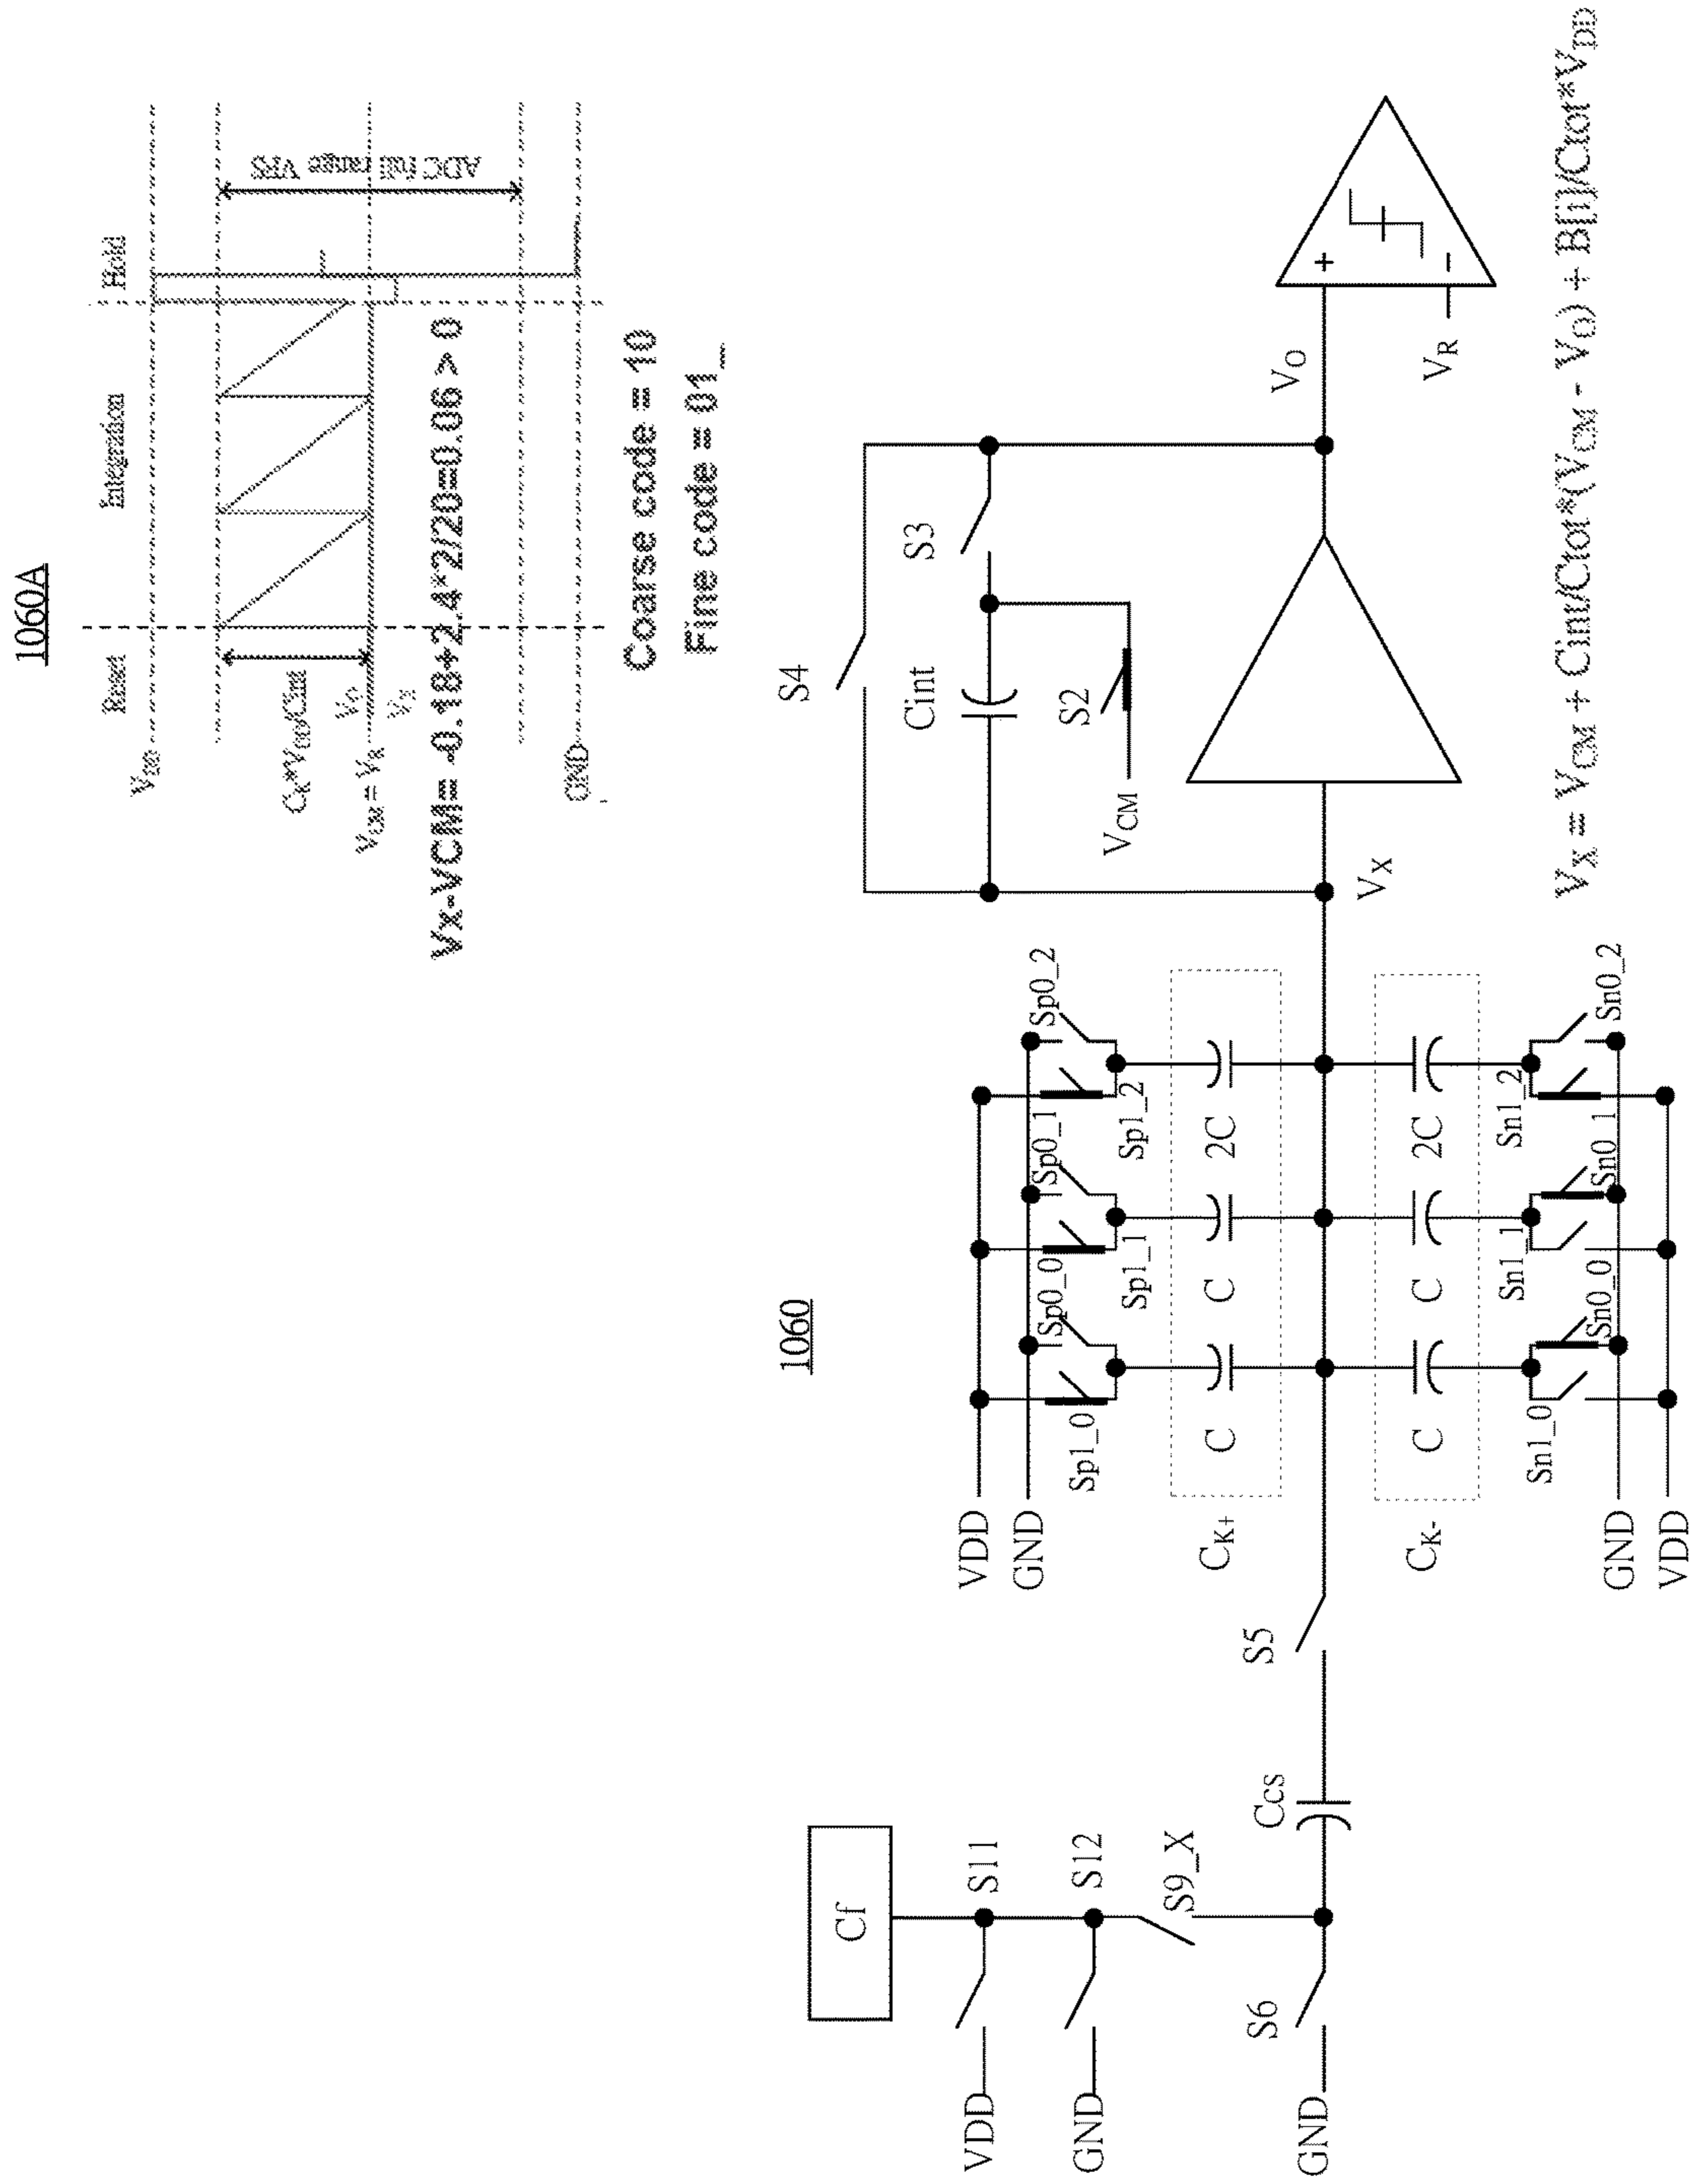 1060A
Reset
Integration
Hold
VDD
CK*VDD/Cint
VO
VCM = VR
VX
GND
ADC full range VFS
Vx-VCM= -0.18+2.4*2/20=0.06 > 0
Coarse code = 10
Fine code = 01_
1060
Cf
VDD
S11
GND
S12
S9_X
GND
S6
Ccs
S5
VDD
GND
Sp1_0
Sp0_0
Sp1_1
Sp0_1
Sp1_2
Sp0_2
CK+
C
C
2C
CK-
C
C
2C
Sn1_0
Sn0_0
Sn1_1
Sn0_1
Sn1_2
Sn0_2
GND
VDD
S4
Cint
S3
S2
VCM
VX
VO
VR
+
−
VX = VCM + Cint/Ctot*(VCM - VO) + B[i]/Ctot*VDD